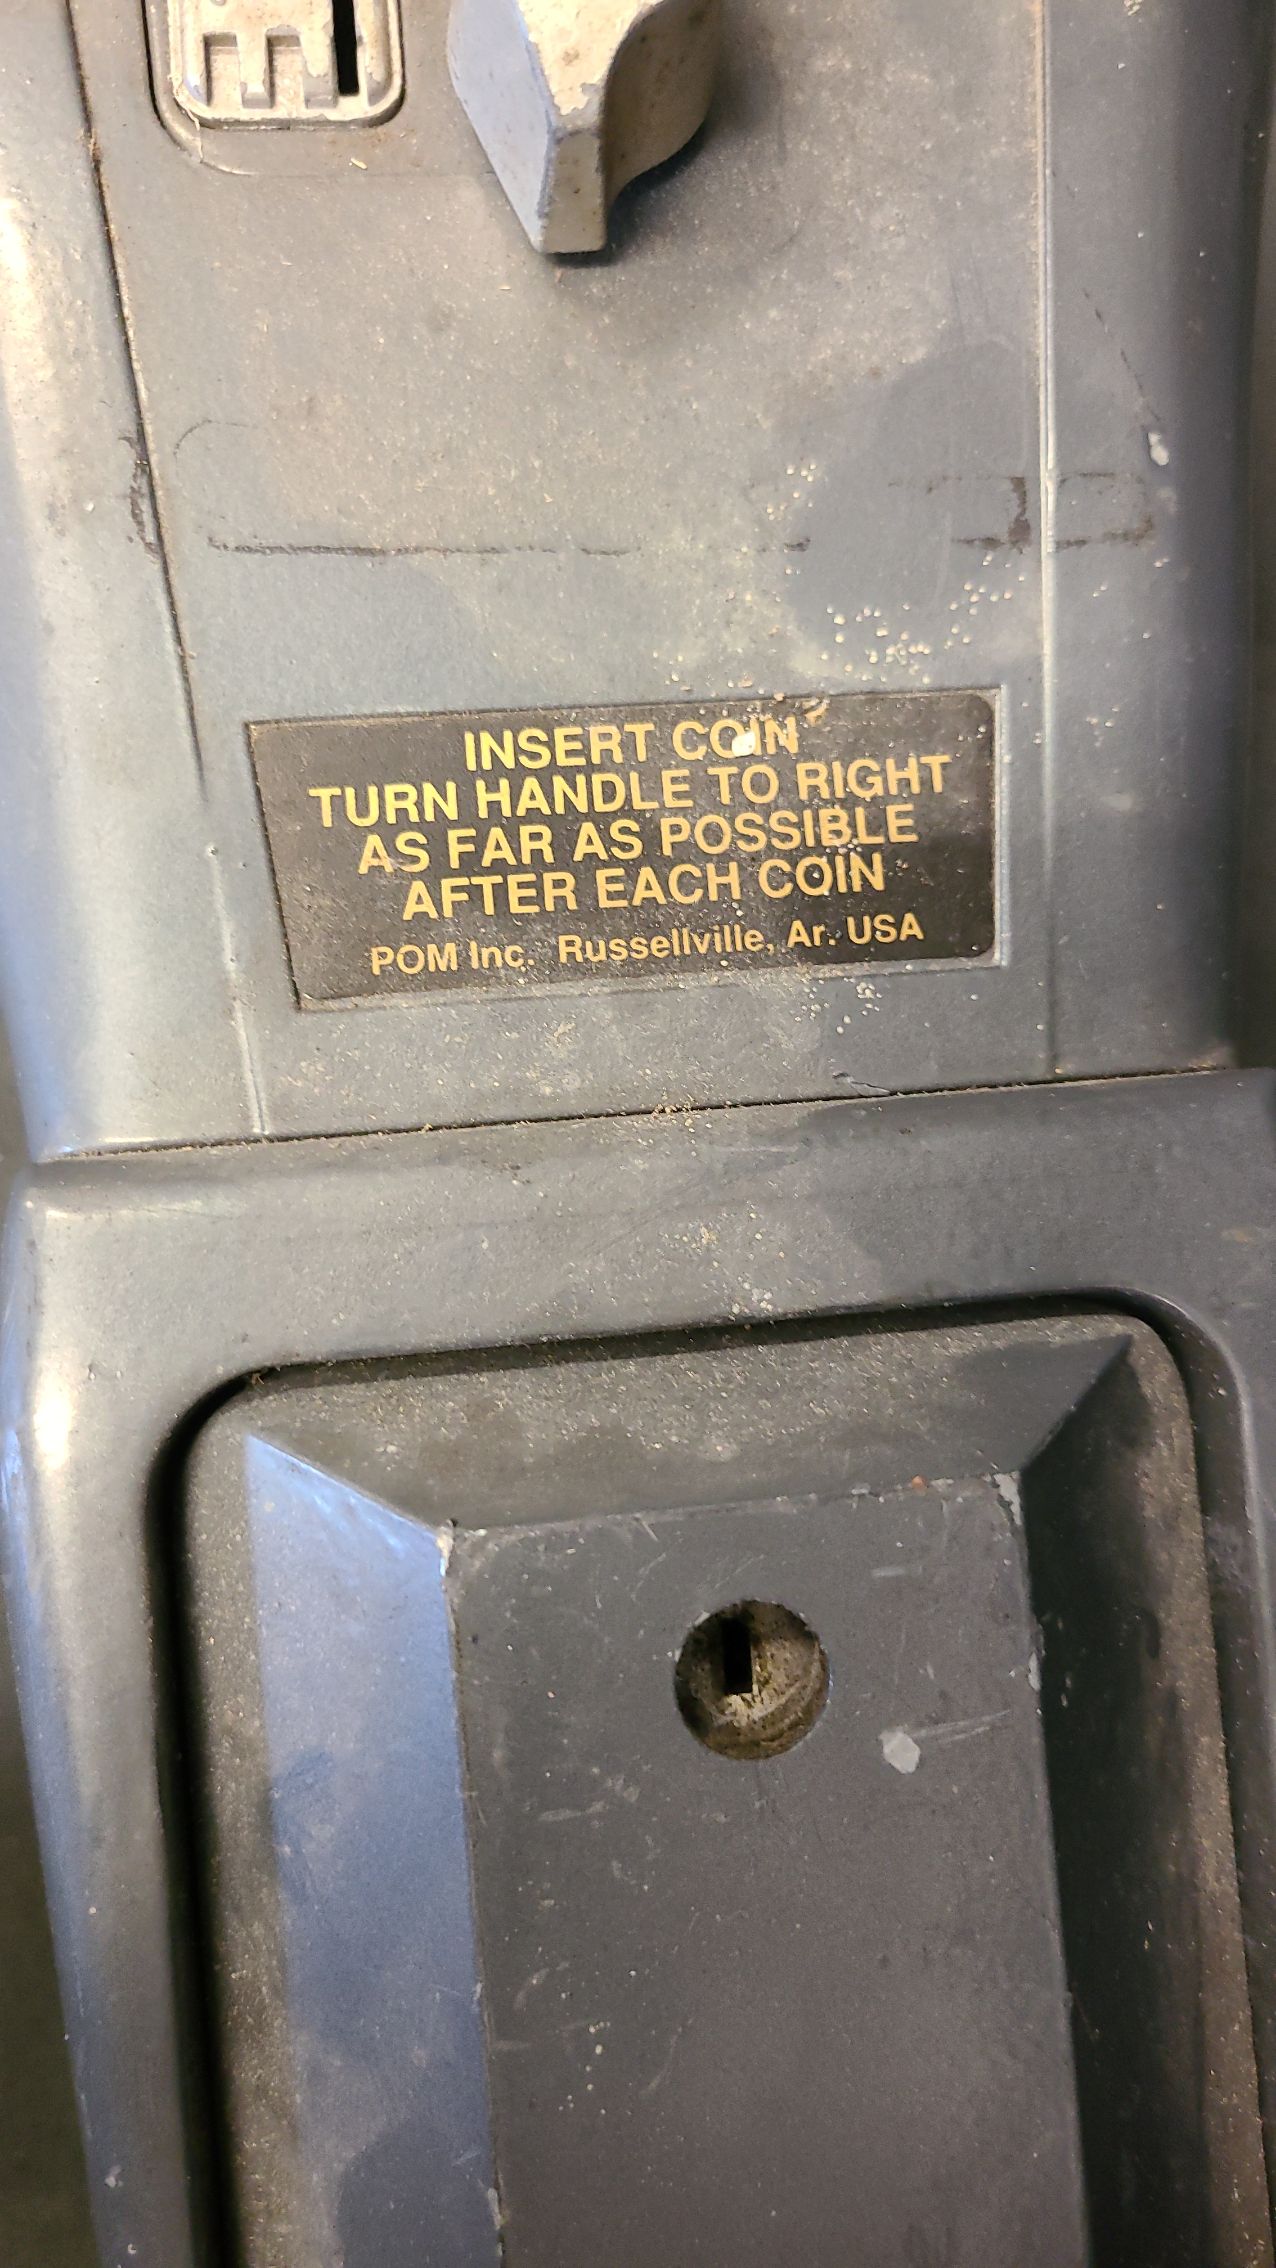 INSERT COIN
TURN HANDLE TO RIGHT
AS FAR AS POSSIBLE
AFTER EACH COIN
POM Inc. Russellville, Ar. USA